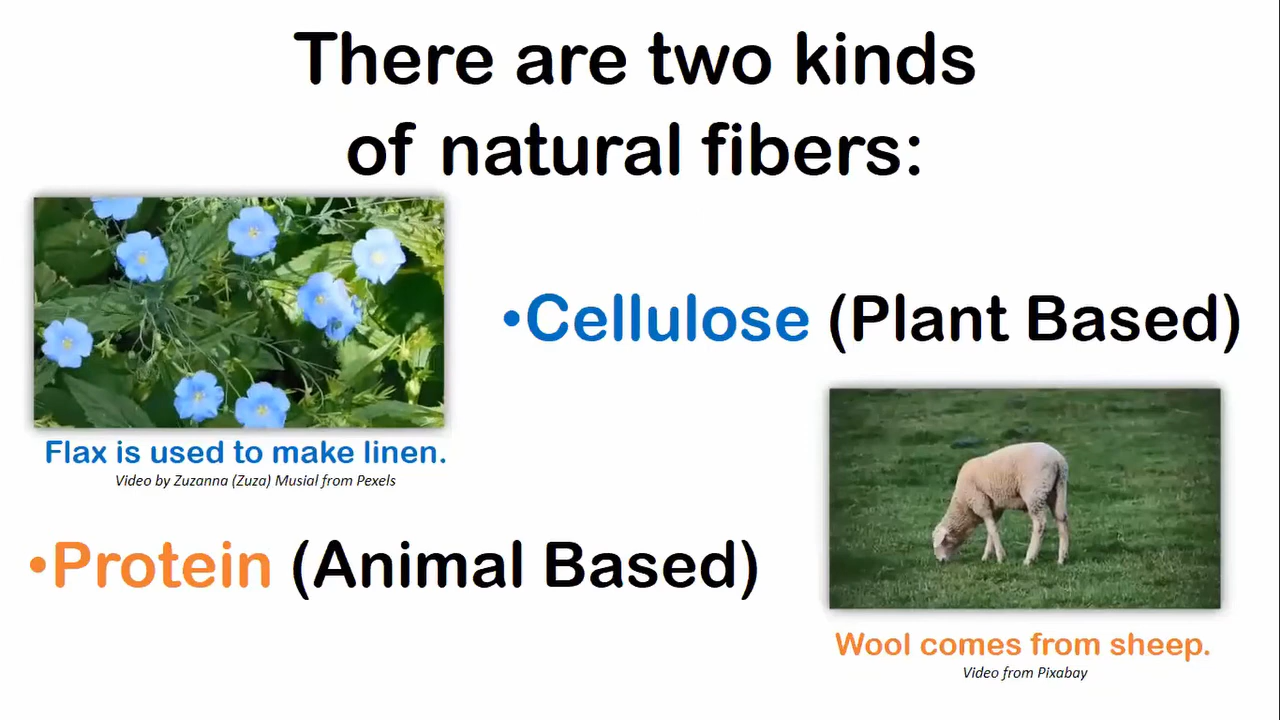 There are two kinds
of natural fibers:
•Cellulose (Plant Based)
Flax is used to make linen.
Video by Zuzanna (Zuza) Musial from Pexels
•Protein (Animal Based)
Wool comes from sheep.
Video from Pixabay